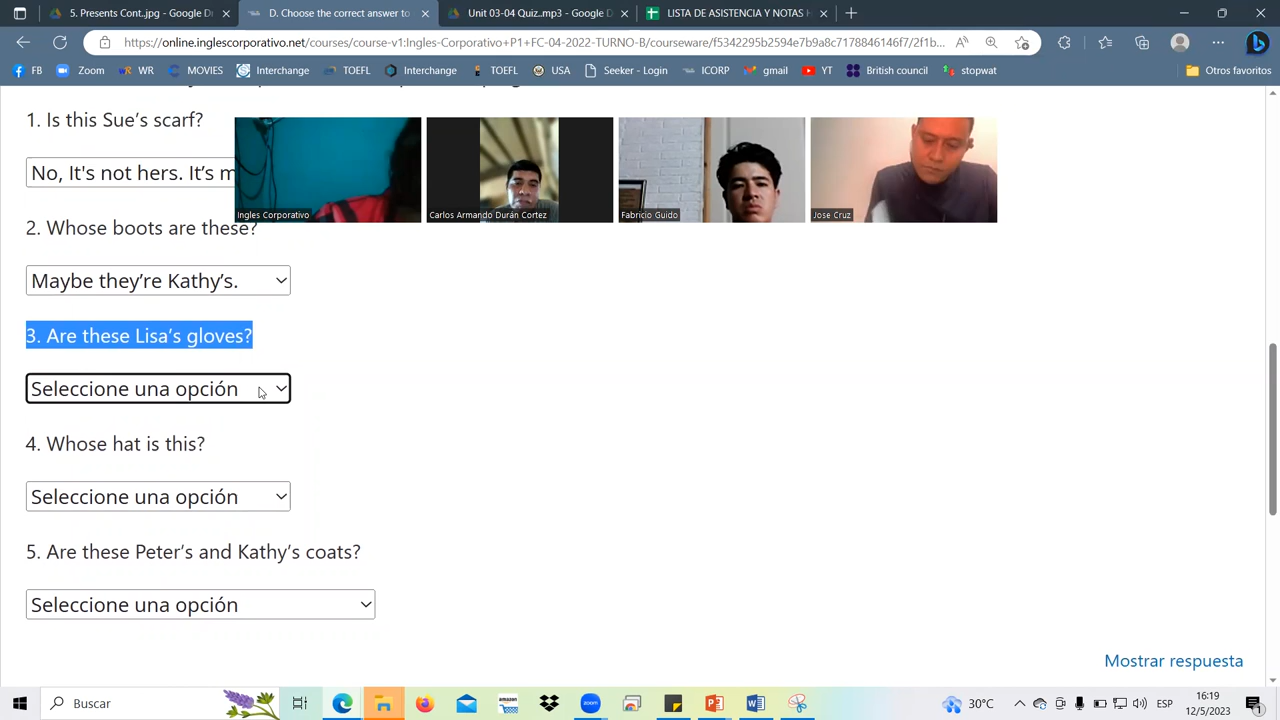 5. Presents Cont..jpg - Google D
D. Choose the correct answer to
Unit 03-04 Quiz..mp3 - Google D
LISTA DE ASISTENCIA Y NOTAS H
https://online.inglescorporativo.net/courses/course-v1:Ingles-Corporativo+P1+FC-04-2022-TURNO-B/courseware/f5342295b2594e7b9a8c7178846146f7/2f1b...
FB
Zoom
WR
MOVIES
Interchange
TOEFL
Interchange
TOEFL
USA
Seeker - Login
ICORP
gmail
YT
British council
stopwat
Otros favoritos
1. Is this Sue's scarf?
No, It's not hers. It's m
Ingles Corporativo
Carlos Armando Durán Cortez
Fabricio Guido
Jose Cruz
2. Whose boots are these?
Maybe they're Kathy's.
3. Are these Lisa's gloves?
Seleccione una opción
4. Whose hat is this?
Seleccione una opción
5. Are these Peter's and Kathy's coats?
Seleccione una opción
Mostrar respuesta
Buscar
30°C
ESP
16:15
12/5/2023